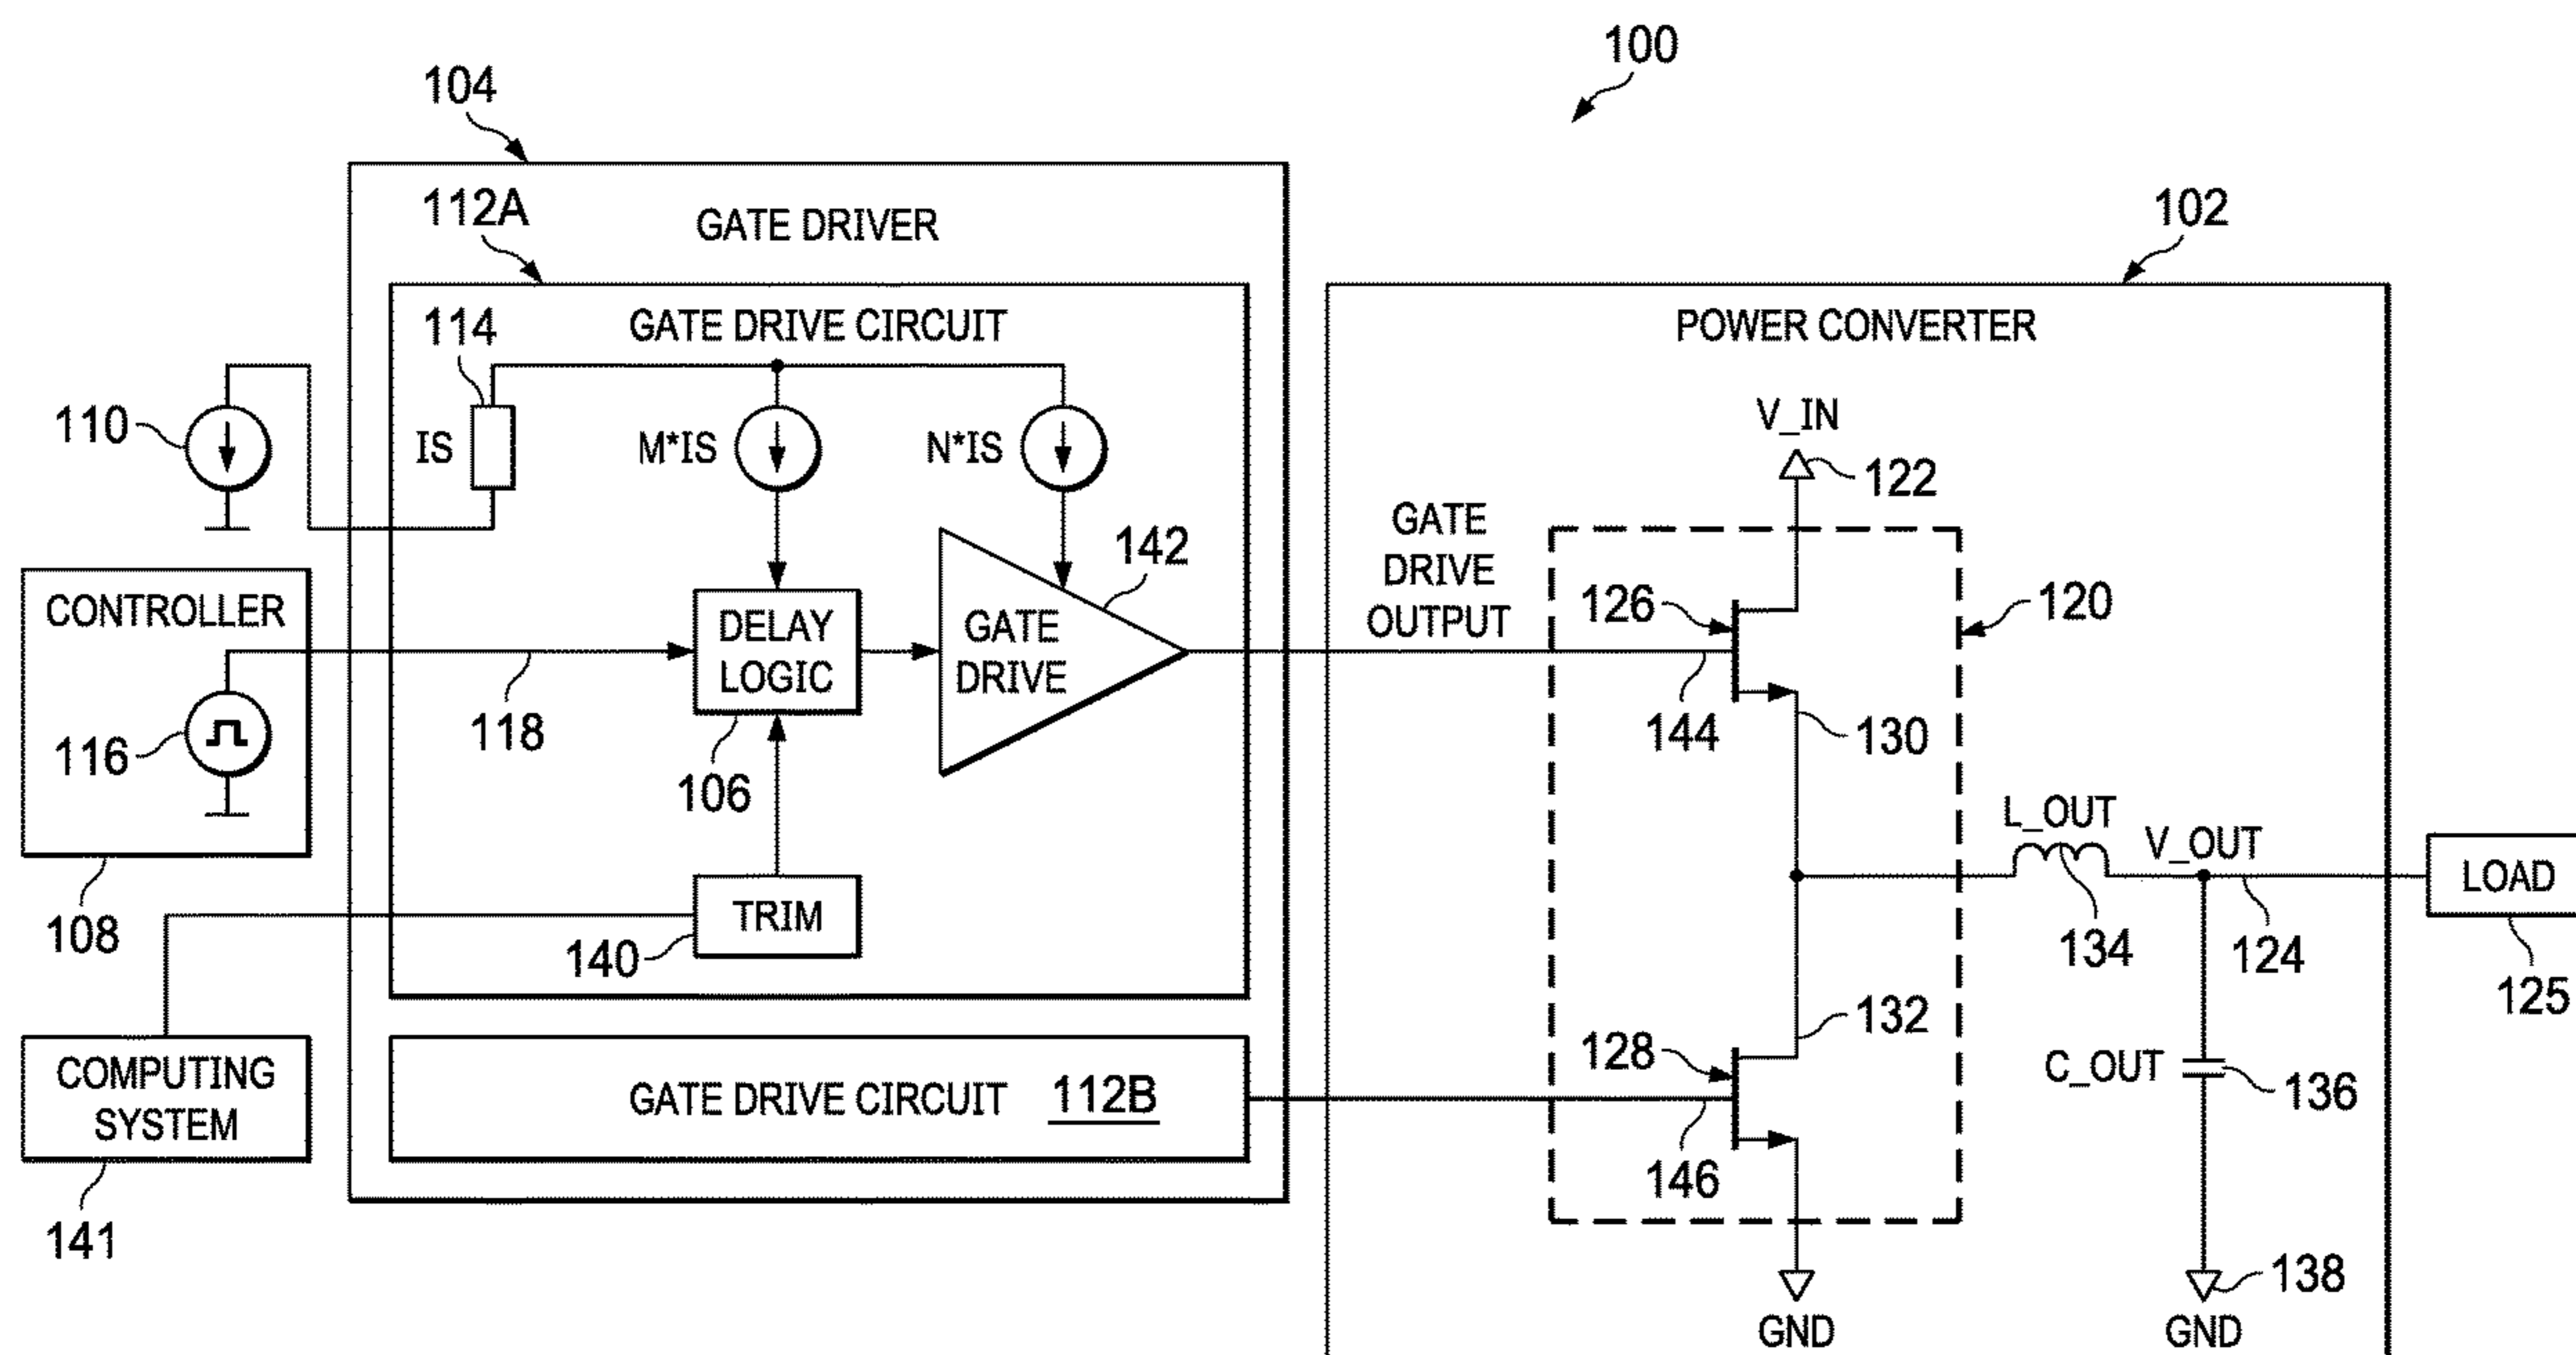 100
104
112A
GATE DRIVER
102
114
GATE DRIVE CIRCUIT
POWER CONVERTER
110
IS
M*IS
N*IS
V_IN
122
GATE
DRIVE
OUTPUT
142
CONTROLLER
DELAY
LOGIC
GATE
DRIVE
126
120
116
118
106
144
130
L_OUT
V_OUT
LOAD
108
TRIM
140
134
124
125
COMPUTING
SYSTEM
GATE DRIVE CIRCUIT 112B
128
132
C_OUT
136
146
141
138
GND
GND